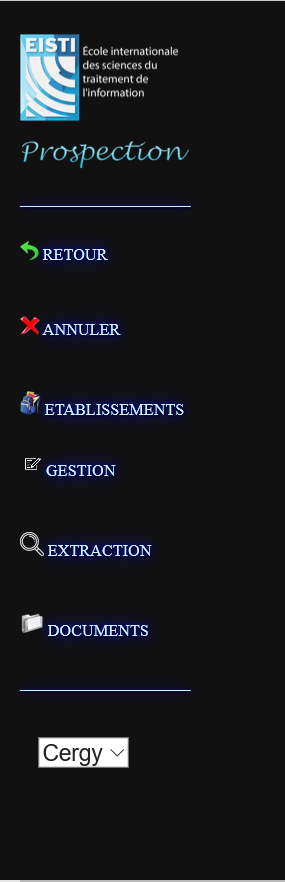 EISTI
École internationale
des sciences du
traitement de
l'information
Prospection
RETOUR
ANNULER
ETABLISSEMENTS
GESTION
EXTRACTION
DOCUMENTS
Cergy